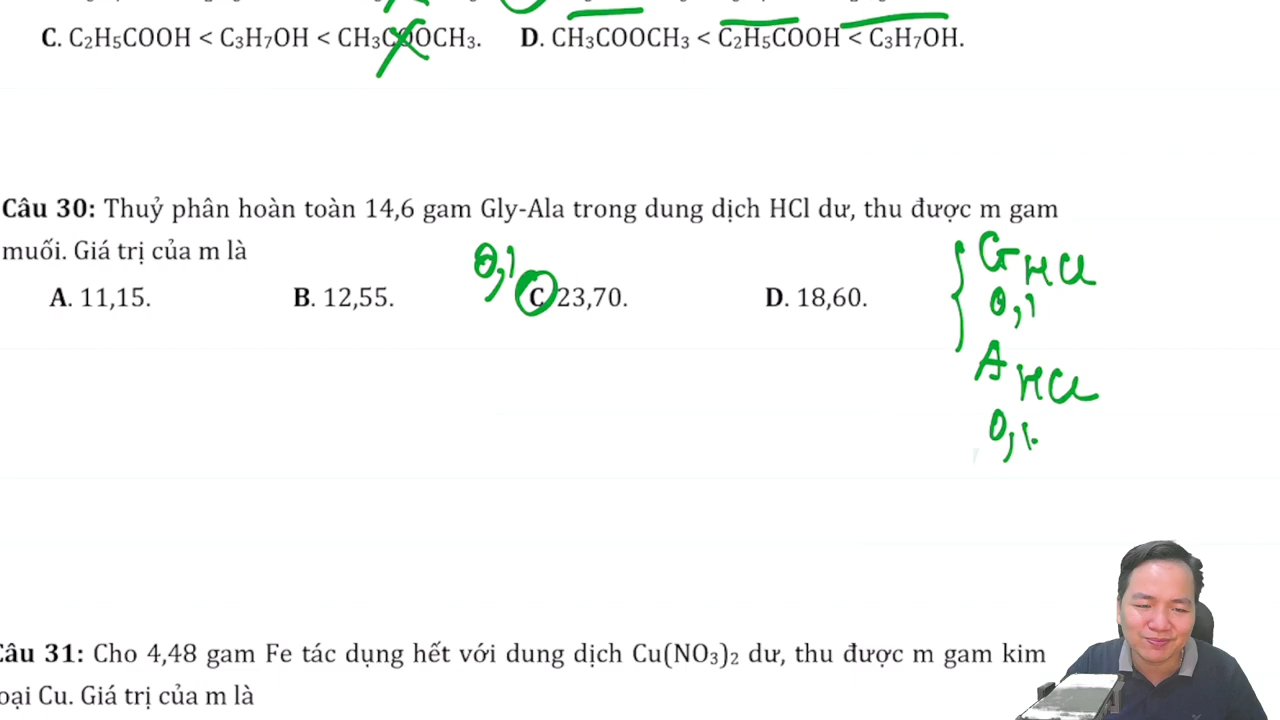 C. C₂H₅COOH < C₃H₇OH < CH₃COOCH₃. D. CH₃COOCH₃ < C₂H₅COOH < C₃H₇OH.
Câu 30: Thuỷ phân hoàn toàn 14,6 gam Gly-Ala trong dung dịch HCl dư, thu được m gam
muối. Giá trị của m là
0,1
A. 11,15. B. 12,55. C 23,70. D. 18,60.
G HCl
0,1
A HCl
0,1
Câu 31: Cho 4,48 gam Fe tác dụng hết với dung dịch Cu(NO₃)₂ dư, thu được m gam kim
oại Cu. Giá trị của m là